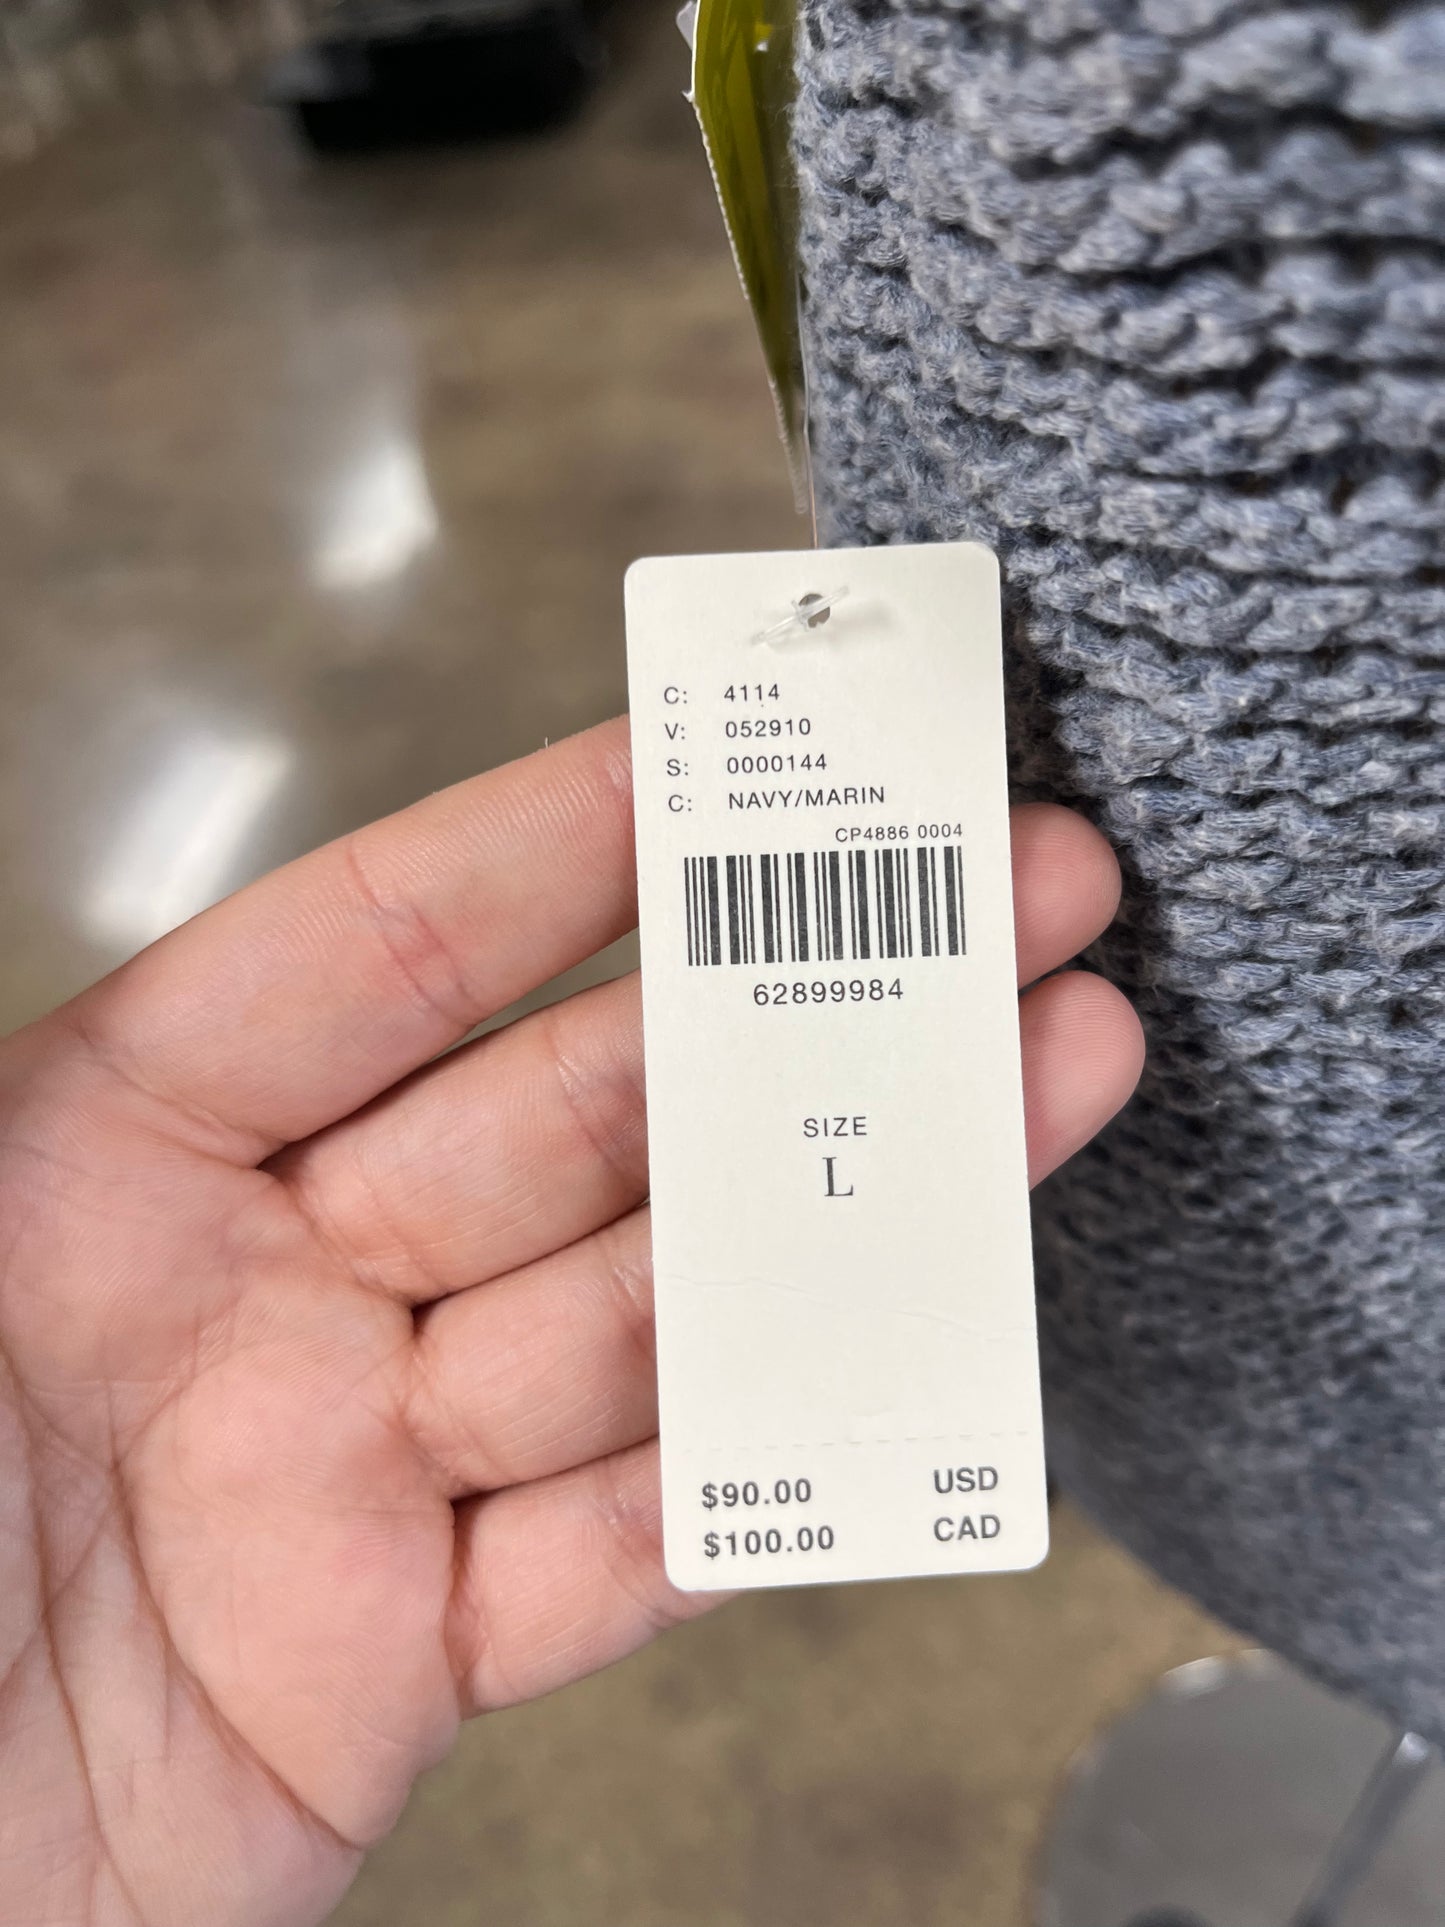 C: 4114
V: 052910
S: 0000144
C: NAVY/MARIN
CP4886 0004
62899984
SIZE
L
$90.00 USD
$100.00 CAD